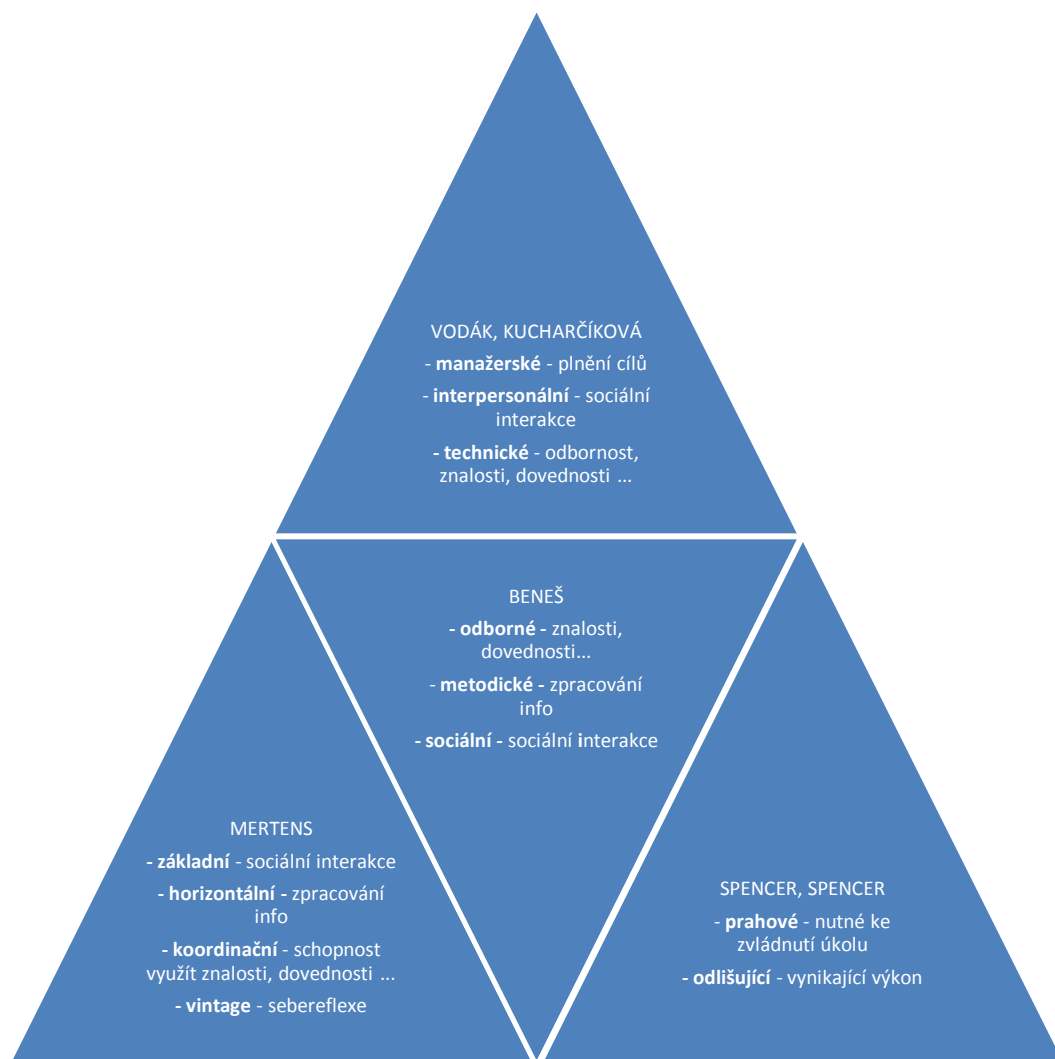 VODÁK, KUCHARČÍKOVÁ
- manažerské - plnění cílů
- interpersonální - sociální
interakce
- technické - odbornost,
znalosti, dovednosti ...
BENEŠ
- odborné - znalosti,
dovednosti...
- metodické - zpracování
info
- sociální - sociální interakce
MERTENS
- základní - sociální interakce
- horizontální - zpracování
info
- koordinační - schopnost
využít znalosti, dovednosti ...
- vintage - sebereflexe
SPENCER, SPENCER
- prahové - nutné ke
zvládnutí úkolu
- odlišující - vynikající výkon